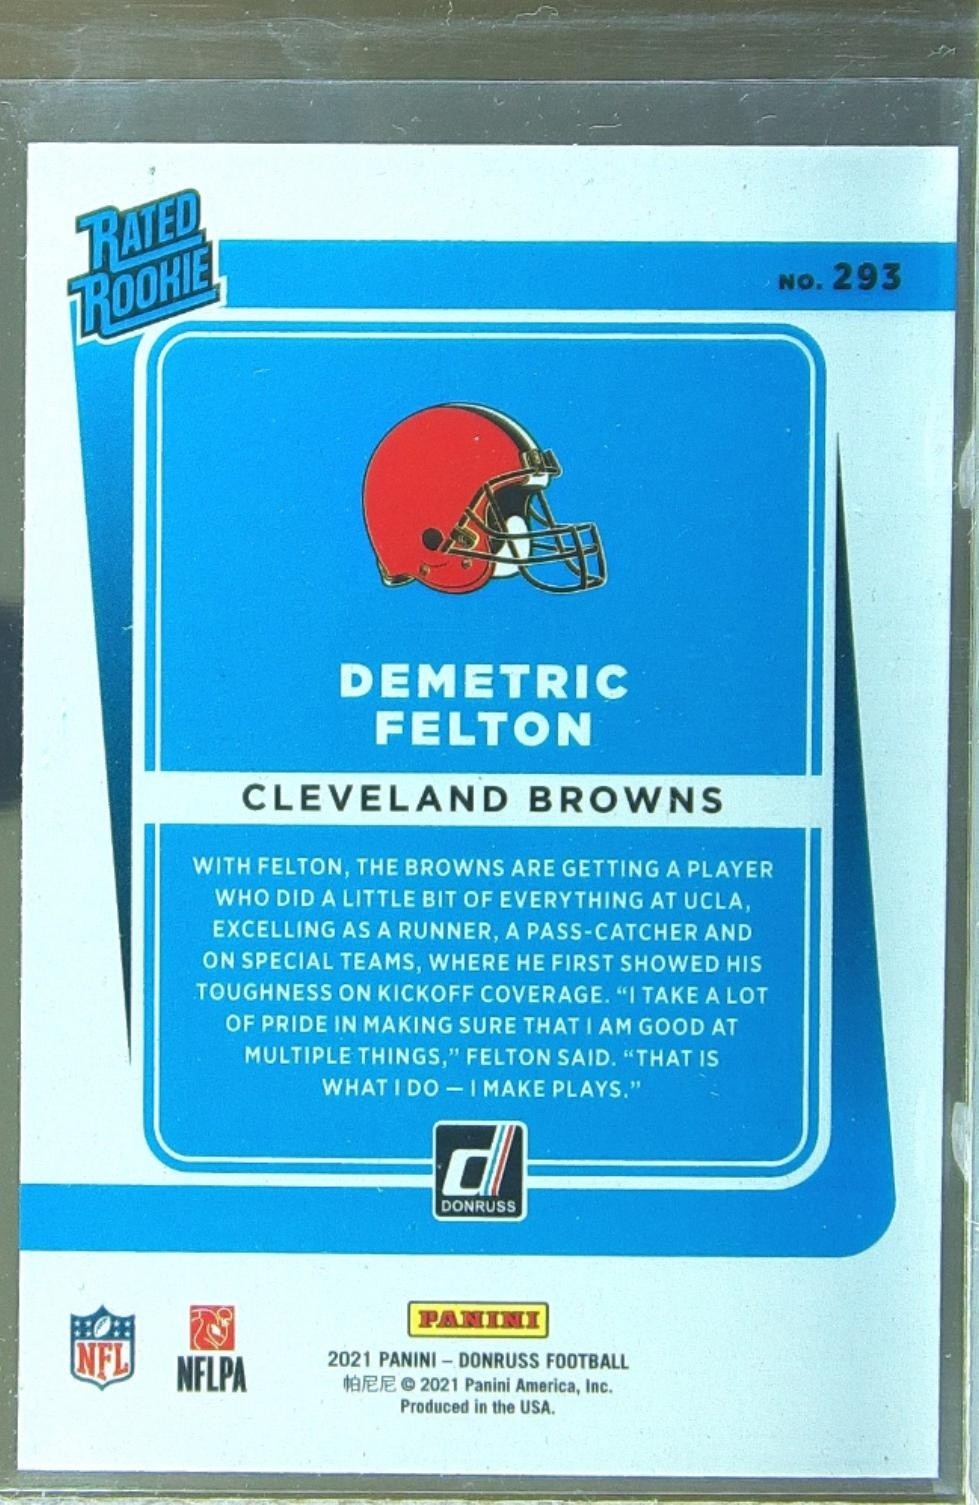 RATED
ROOKIE
NO. 293
DEMETRIC
FELTON
CLEVELAND BROWNS
WITH FELTON, THE BROWNS ARE GETTING A PLAYER
WHO DID A LITTLE BIT OF EVERYTHING AT UCLA,
EXCELLING AS A RUNNER, A PASS-CATCHER AND
ON SPECIAL TEAMS, WHERE HE FIRST SHOWED HIS
TOUGHNESS ON KICKOFF COVERAGE. “I TAKE A LOT
OF PRIDE IN MAKING SURE THAT I AM GOOD AT
MULTIPLE THINGS,” FELTON SAID. “THAT IS
WHAT I DO — I MAKE PLAYS.”
d
DONRUSS
NFL
NFLPA
PANINI
2021 PANINI – DONRUSS FOOTBALL
帕尼尼 © 2021 Panini America, Inc.
Produced in the USA.